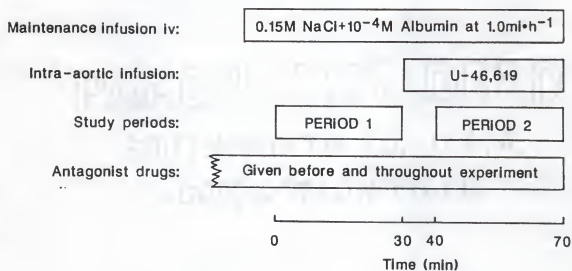 Maintenance infusion iv: 0.15M NaCl+10⁻⁴M Albumin at 1.0ml•h⁻¹
Intra-aortic infusion: U-46,619
Study periods: PERIOD 1 PERIOD 2
Antagonist drugs: Given before and throughout experiment
0 30 40 70
Time (min)